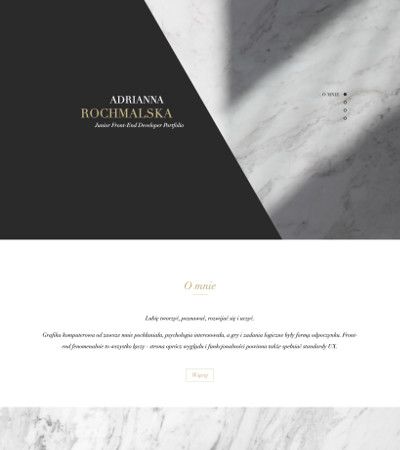 ADRIANNA
ROCHMALSKA
Junior Front-End Developer Portfolio
O MNIE
O mnie
Lubię tworzyć, poznawać, rozwijać się i uczyć.
Grafika komputerowa od zawsze mnie pochłaniała, psychologia interesowała, a gry i zadania logiczne były formą odpoczynku. Front-
end fenomenalnie to wszystko łączy - strona oprócz wyglądu i funkcjonalności powinna także spełniać standardy UX.
Więcej